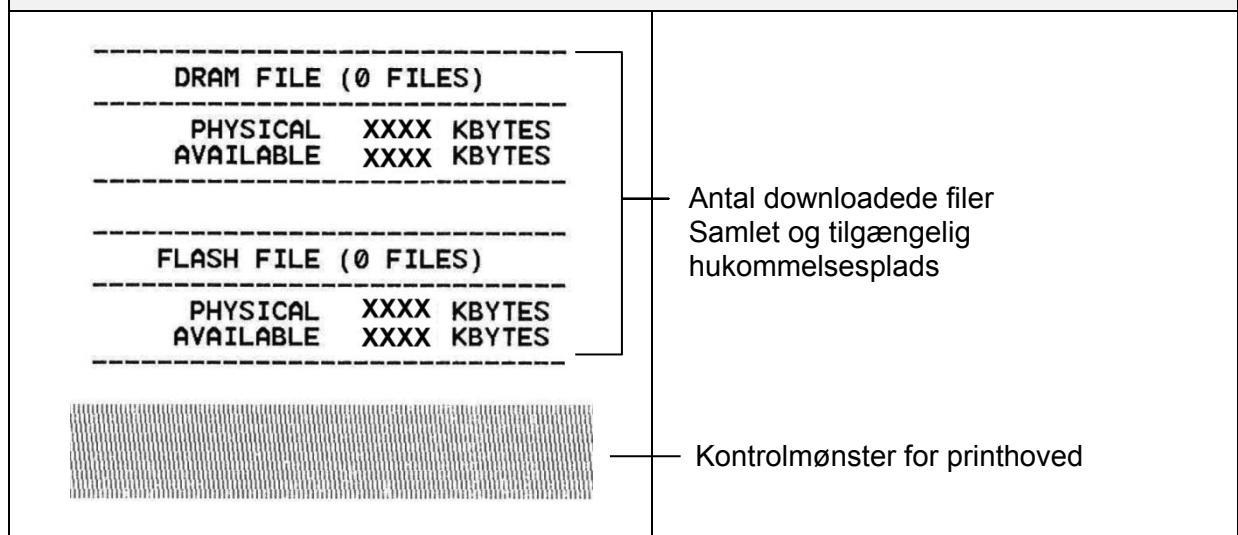 DRAM FILE (0 FILES)
PHYSICAL XXXX KBYTES
AVAILABLE XXXX KBYTES
FLASH FILE (0 FILES)
PHYSICAL XXXX KBYTES
AVAILABLE XXXX KBYTES
Antal downloadede filer
Samlet og tilgængelig
hukommelsesplads
Kontrolmønster for printhoved